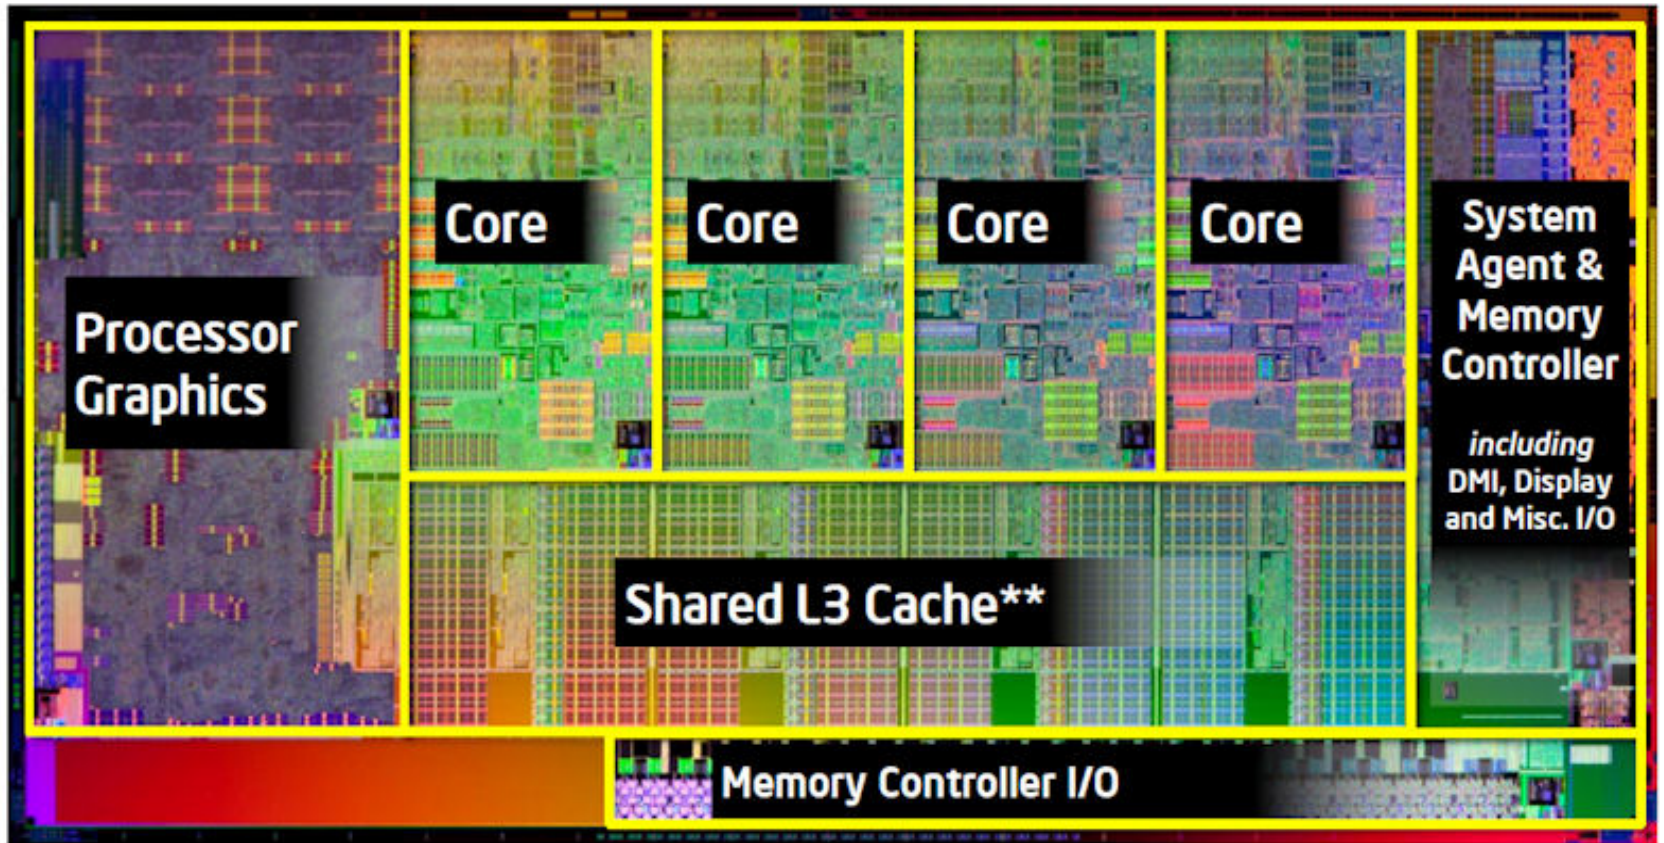 Processor
Graphics
Core
Core
Core
Core
System
Agent &
Memory
Controller
including
DMI, Display
and Misc. I/O
Shared L3 Cache**
Memory Controller I/O